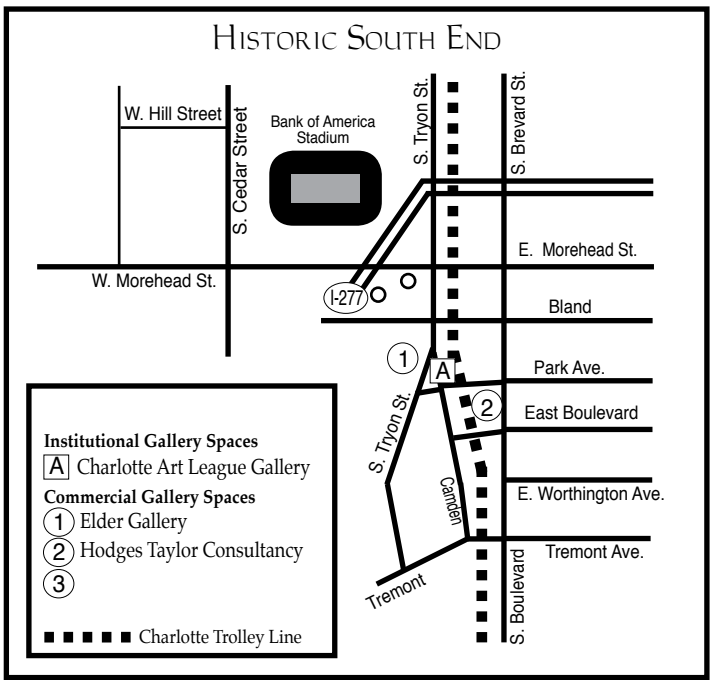 HISTORIC SOUTH END
W. Hill Street
S. Cedar Street
Bank of America
Stadium
S. Tryon St.
S. Brevard St.
E. Morehead St.
W. Morehead St.
I-277
Bland
1
A
Park Ave.
2
East Boulevard
S. Tryon St.
Camden
E. Worthington Ave.
Tremont Ave.
Tremont
S. Boulevard
Institutional Gallery Spaces
A Charlotte Art League Gallery
Commercial Gallery Spaces
1 Elder Gallery
2 Hodges Taylor Consultancy
3
Charlotte Trolley Line